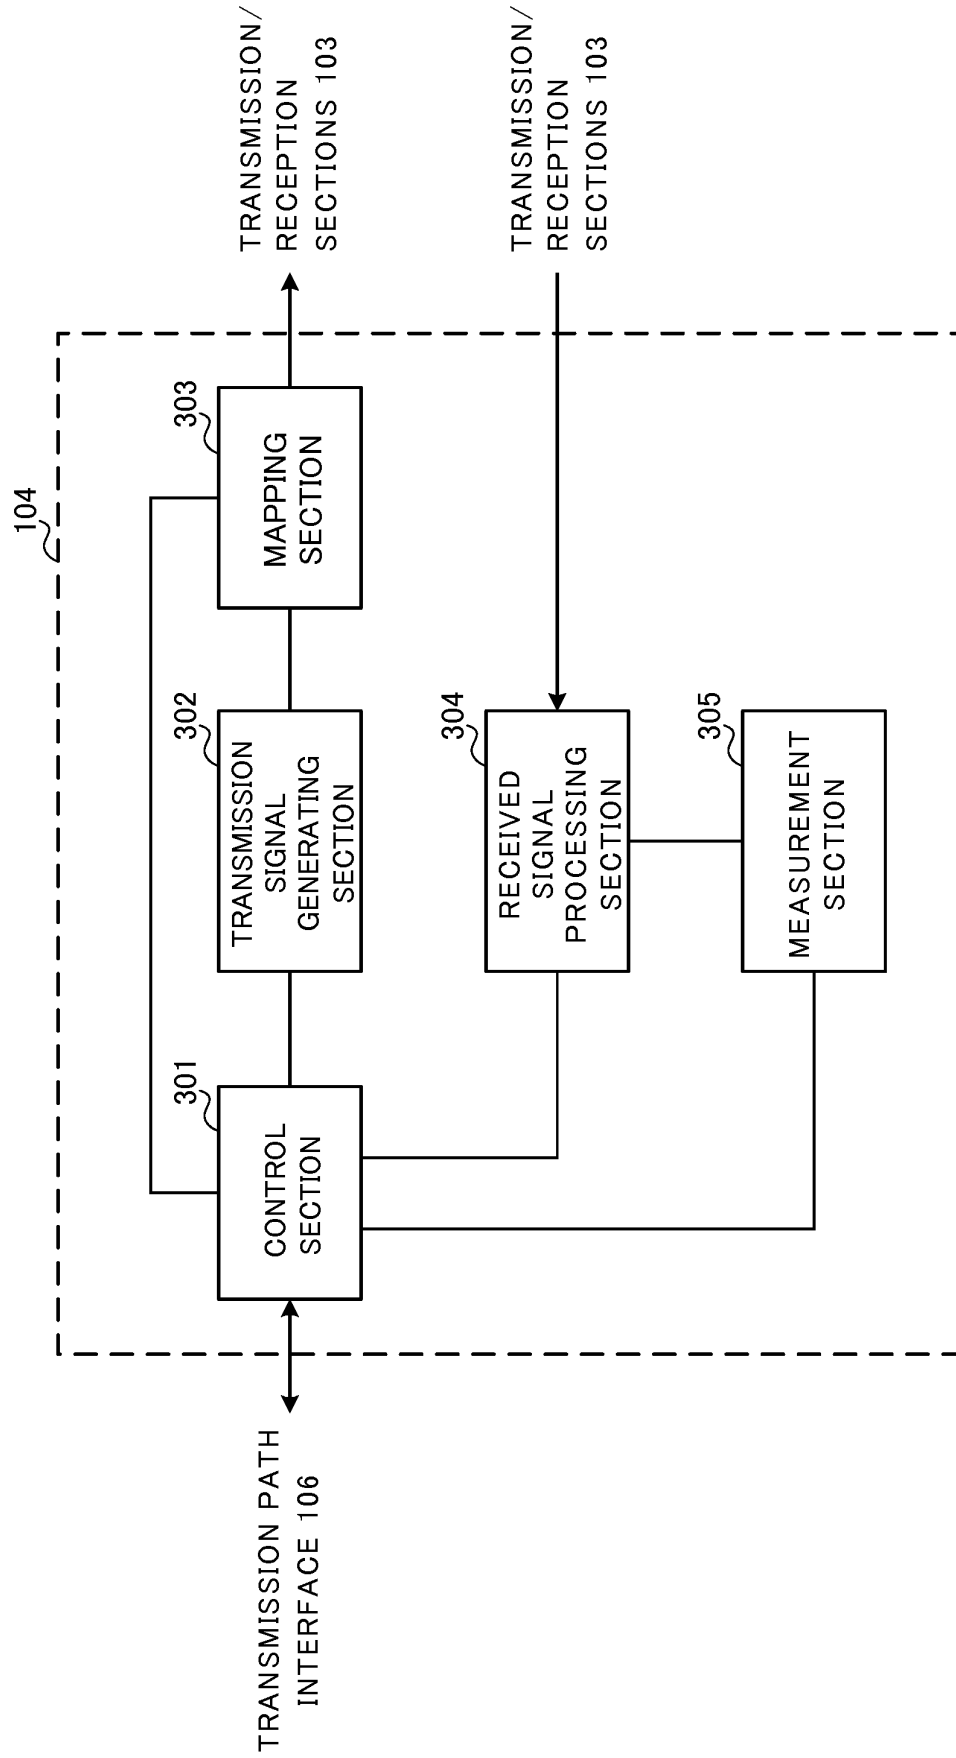 104
TRANSMISSION PATH
INTERFACE 106
301
CONTROL
SECTION
302
TRANSMISSION
SIGNAL
GENERATING
SECTION
303
MAPPING
SECTION
TRANSMISSION/
RECEPTION
SECTIONS 103
304
RECEIVED
SIGNAL
PROCESSING
SECTION
TRANSMISSION/
RECEPTION
SECTIONS 103
305
MEASUREMENT
SECTION